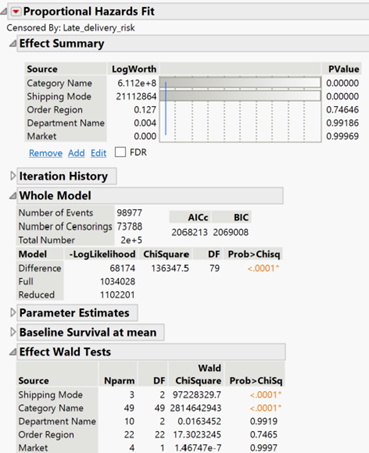 Proportional Hazards Fit
Censored By: Late_delivery_risk
Effect Summary
Source LogWorth PValue
Category Name 6.112e+8 0.00000
Shipping Mode 21112864 0.00000
Order Region 0.127 0.74646
Department Name 0.004 0.99186
Market 0.000 0.99969
Remove Add Edit FDR
Iteration History
Whole Model
Number of Events 98977
Number of Censorings 73788
Total Number 2e+5
AICc BIC
2068213 2069008
Model -LogLikelihood ChiSquare DF Prob>Chisq
Difference 68174 136347.5 79 <.0001*
Full 1034028
Reduced 1102201
Parameter Estimates
Baseline Survival at mean
Effect Wald Tests
Source Nparm DF Wald ChiSquare Prob>ChiSq
Shipping Mode 3 2 97228329.7 <.0001*
Category Name 49 49 2814642943 <.0001*
Department Name 10 2 0.0163452 0.9919
Order Region 22 22 17.3023245 0.7465
Market 4 1 1.46747e-7 0.9997